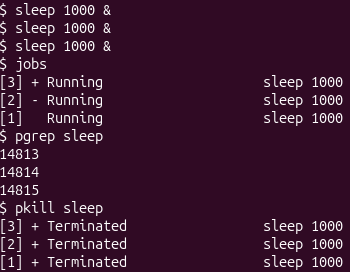 $ sleep 1000 &
$ sleep 1000 &
$ sleep 1000 &
$ jobs
[3] + Running                    sleep 1000
[2] - Running                    sleep 1000
[1]   Running                    sleep 1000
$ pgrep sleep
14813
14814
14815
$ pkill sleep
[3] + Terminated                 sleep 1000
[2] + Terminated                 sleep 1000
[1] + Terminated                 sleep 1000